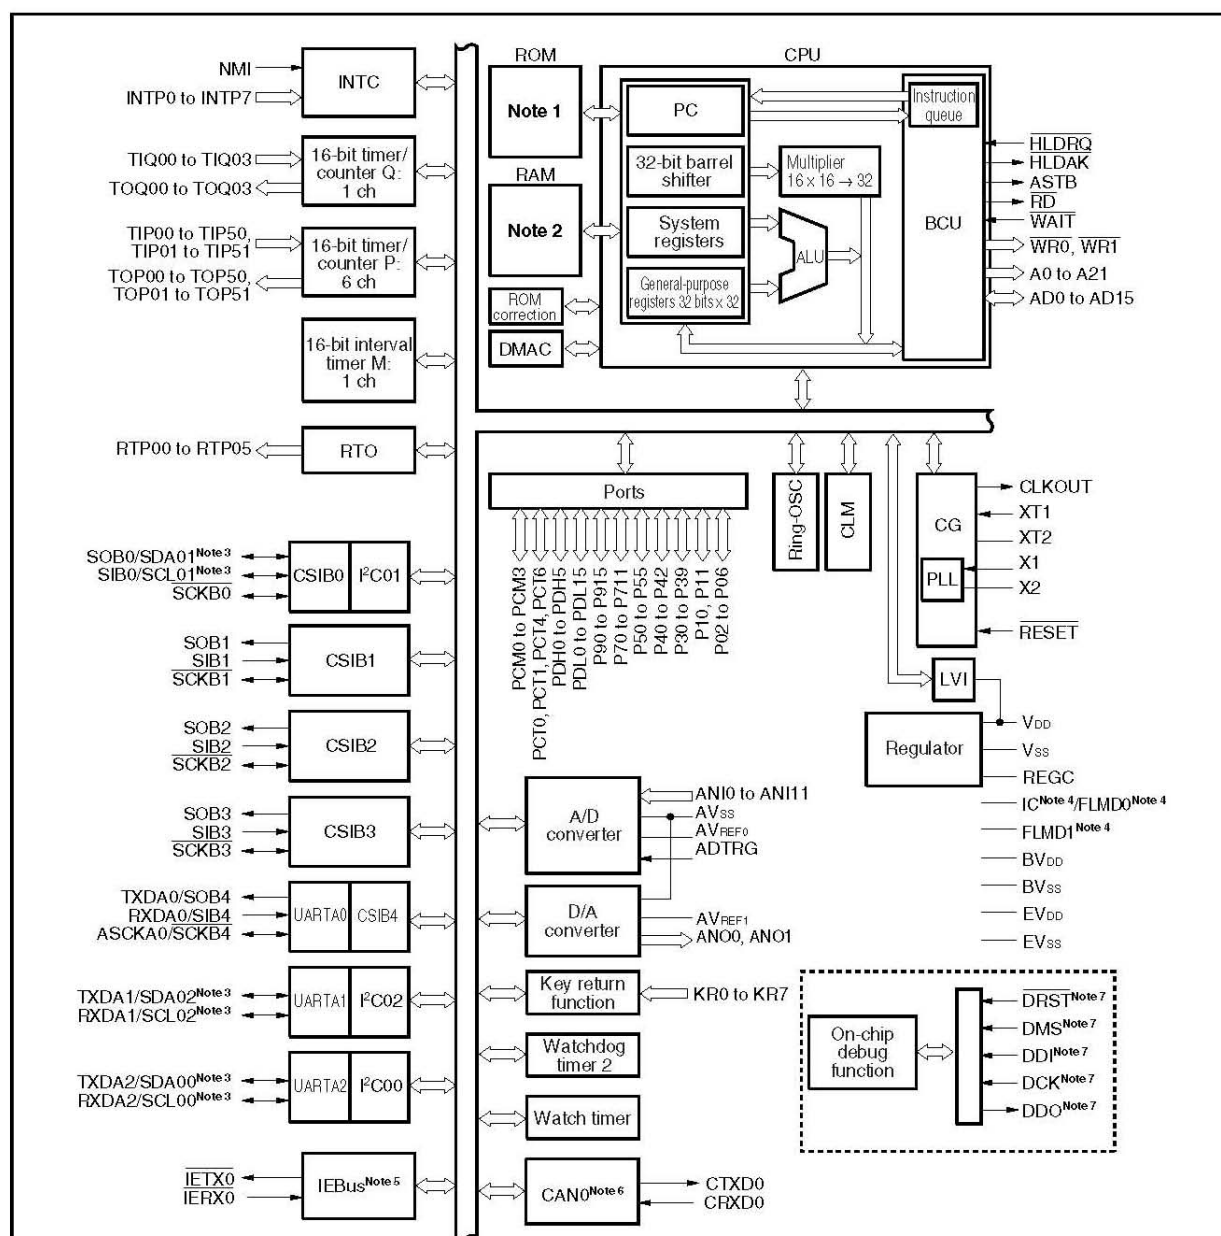 NMI
INTP0 to INTP7
INTC
TIQ00 to TIQ03
TOQ00 to TOQ03
16-bit timer/
counter Q:
1 ch
TIP00 to TIP50,
TIP01 to TIP51
TOP00 to TOP50,
TOP01 to TOP51
16-bit timer/
counter P:
6 ch
16-bit interval
timer M:
1 ch
RTP00 to RTP05
RTO
SOB0/SDA01Note 3
SIB0/SCL01Note 3
SCKB0
CSIB0
I²C01
SOB1
SIB1
SCKB1
CSIB1
SOB2
SIB2
SCKB2
CSIB2
SOB3
SIB3
SCKB3
CSIB3
TXDA0/SOB4
RXDA0/SIB4
ASCKA0/SCKB4
UARTA0
CSIB4
TXDA1/SDA02Note 3
RXDA1/SCL02Note 3
UARTA1
I²C02
TXDA2/SDA00Note 3
RXDA2/SCL00Note 3
UARTA2
I²C00
IETX0
IERX0
IEBusNote 5
ROM
Note 1
RAM
Note 2
ROM
correction
DMAC
CPU
PC
32-bit barrel
shifter
System
registers
General-purpose
registers 32 bits x 32
Multiplier
16 x 16 → 32
ALU
Instruction
queue
BCU
HLDRQ
HLDAK
ASTB
RD
WAIT
WR0, WR1
A0 to A21
AD0 to AD15
Ports
PCM0 to PCM3
PCT0, PCT1, PCT4, PCT6
PDH0 to PDH5
PDL0 to PDL15
P90 to P915
P70 to P711
P50 to P55
P40 to P42
P30 to P39
P10, P11
P02 to P06
Ring-OSC
CLM
CG
PLL
CLKOUT
XT1
XT2
X1
X2
RESET
LVI
Regulator
VDD
VSS
REGC
ICNote 4/FLMD0Note 4
FLMD1Note 4
BVDD
BVSS
EVDD
EVSS
A/D
converter
ANI0 to ANI11
AVSS
AVREF0
ADTRG
D/A
converter
AVREF1
ANO0, ANO1
Key return
function
KR0 to KR7
Watchdog
timer 2
Watch timer
CAN0Note 6
CTXD0
CRXD0
On-chip
debug
function
DRSTNote 7
DMSNote 7
DDINote 7
DCKNote 7
DDONote 7